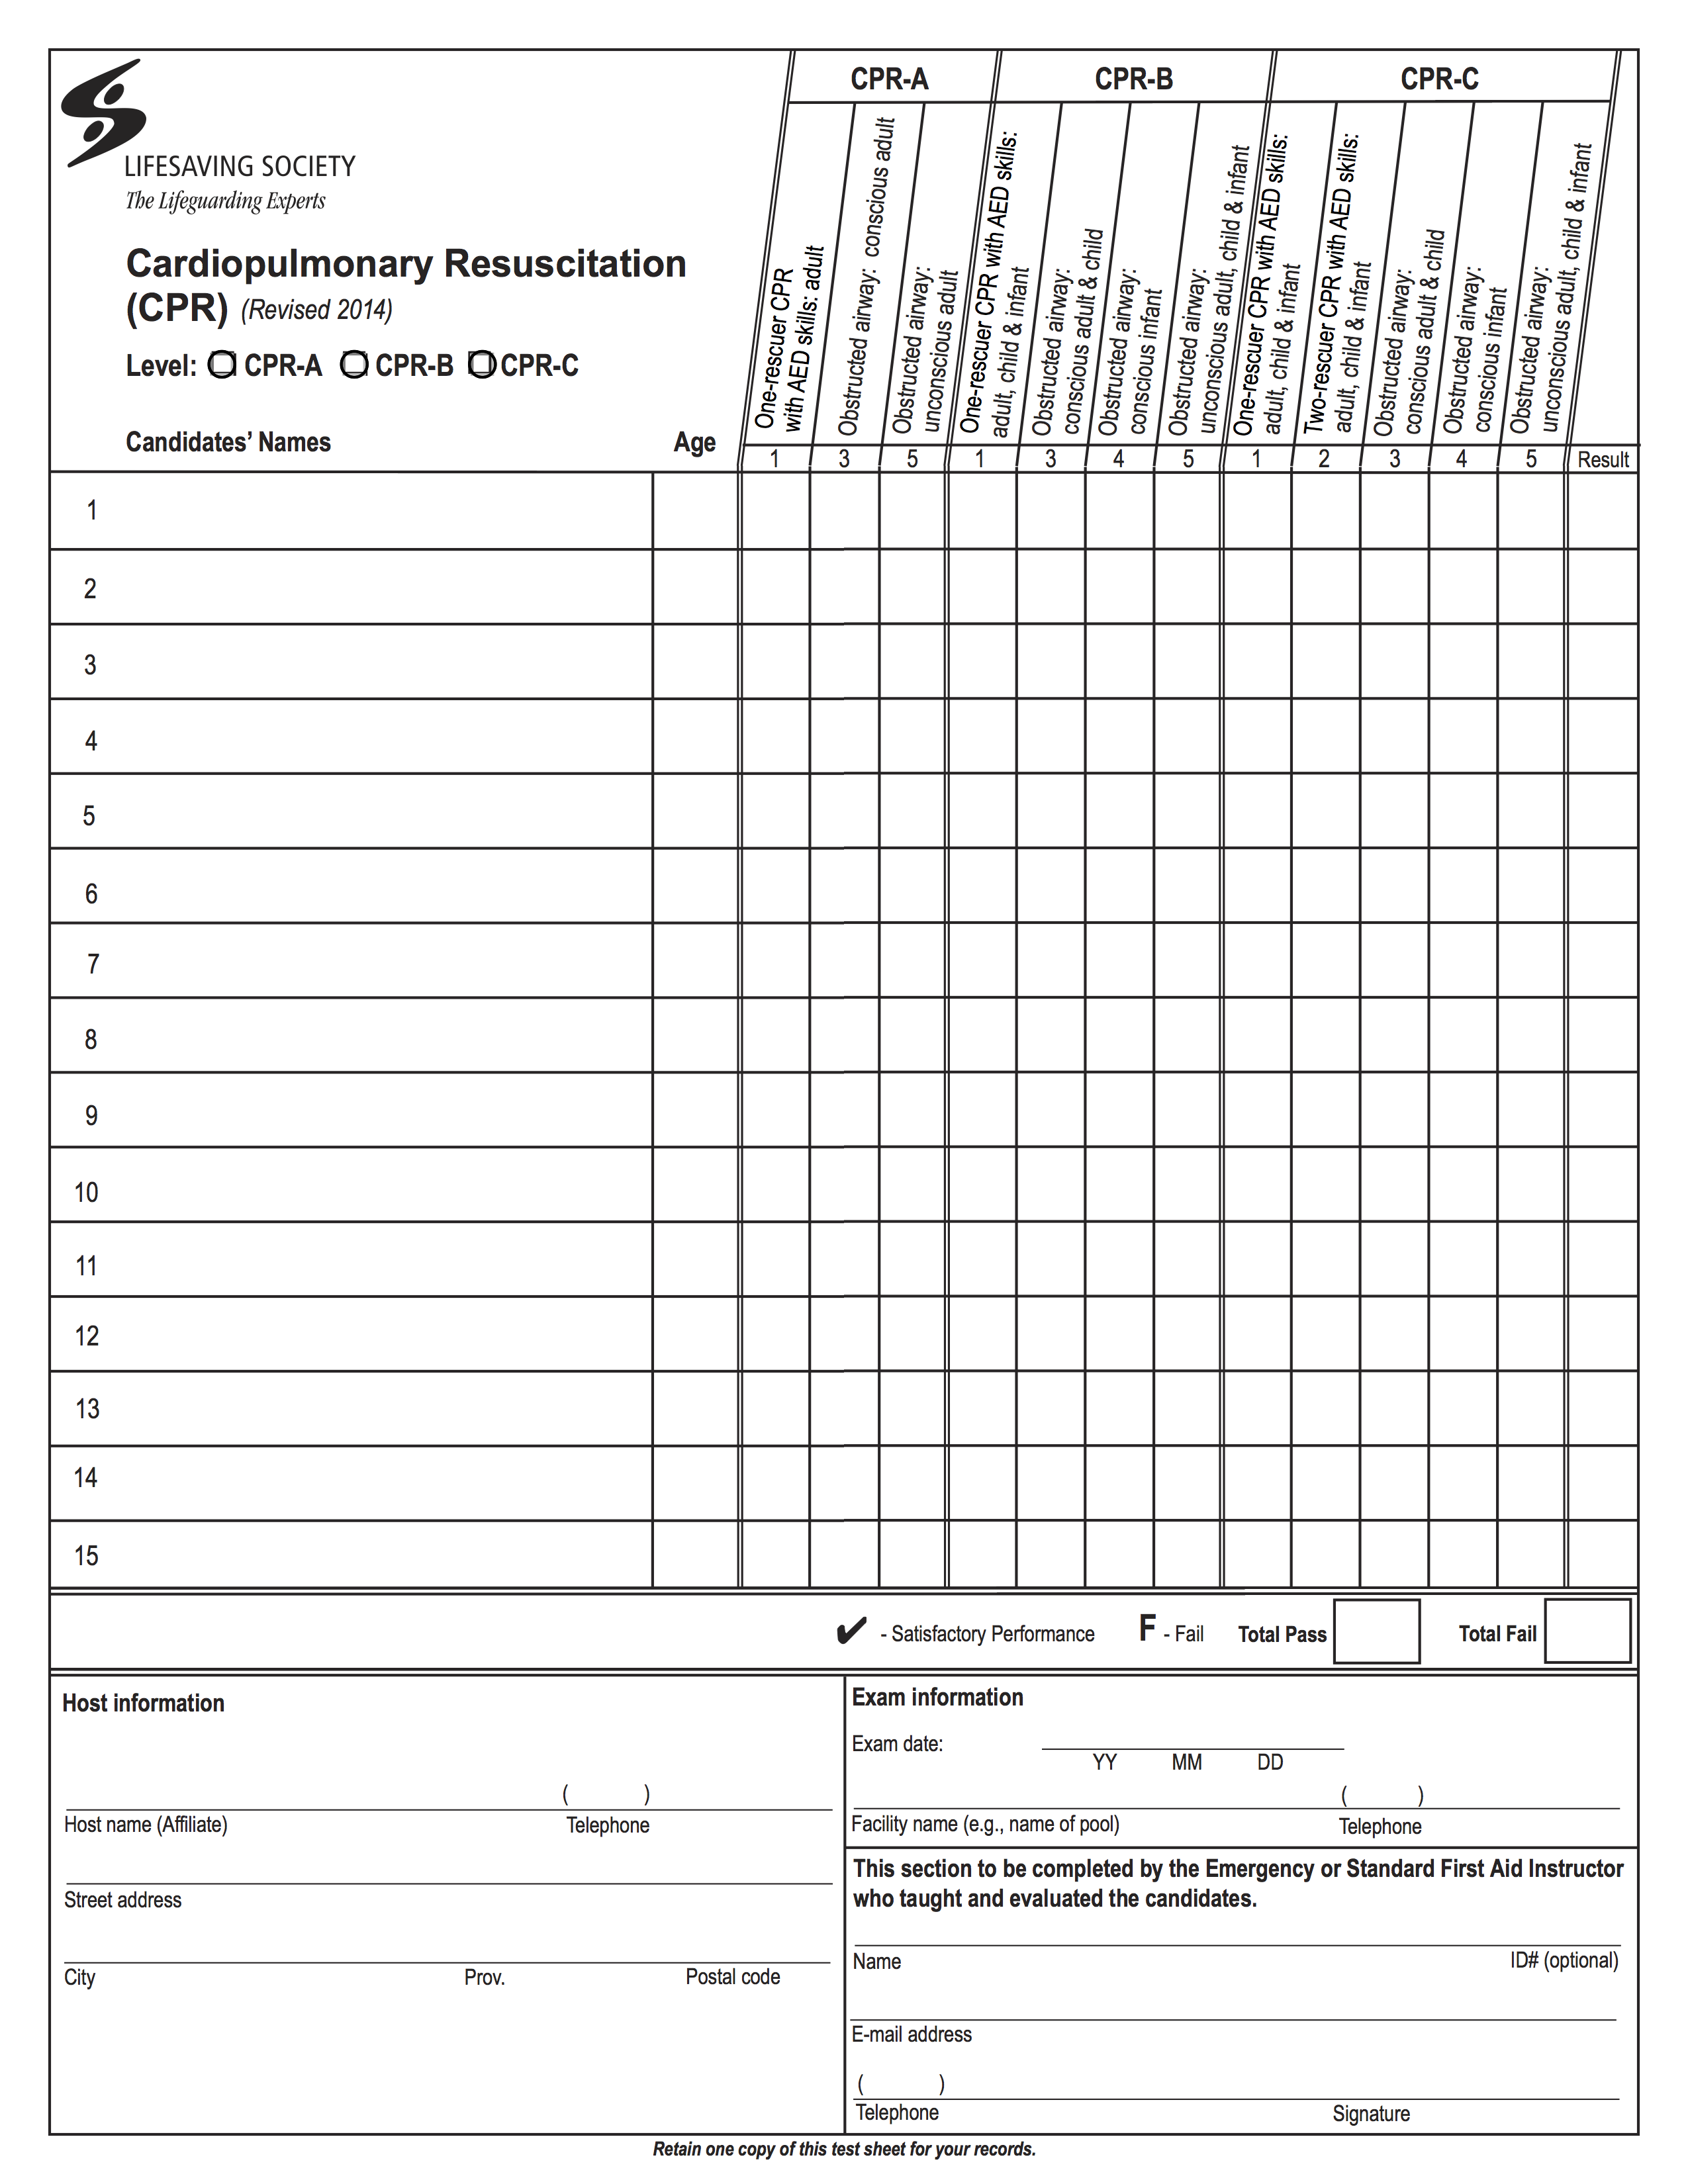 LIFESAVING SOCIETY
The Lifeguarding Experts
Cardiopulmonary Resuscitation
(CPR) (Revised 2014)
Level: CPR-A CPR-B CPR-C
Candidates’ Names Age
CPR-A CPR-B CPR-C
One-rescuer CPR
with AED skills: adult
Obstructed airway: conscious adult
Obstructed airway:
unconscious adult
One-rescuer CPR with AED skills:
adult, child & infant
Obstructed airway:
conscious adult & child
Obstructed airway:
conscious infant
Obstructed airway:
unconscious adult, child & infant
One-rescuer CPR with AED skills:
adult, child & infant
Two-rescuer CPR with AED skills:
adult, child & infant
Obstructed airway:
conscious adult & child
Obstructed airway:
conscious infant
Obstructed airway:
unconscious adult, child & infant
1 3 5 1 3 4 5 1 2 3 4 5 Result
1
2
3
4
5
6
7
8
9
10
11
12
13
14
15
✔ - Satisfactory Performance F - Fail Total Pass Total Fail
Host information
( )
Host name (Affiliate) Telephone
Street address
City Prov. Postal code
Exam information
Exam date:
YY MM DD
( )
Facility name (e.g., name of pool) Telephone
This section to be completed by the Emergency or Standard First Aid Instructor
who taught and evaluated the candidates.
Name ID# (optional)
E-mail address
( )
Telephone Signature
Retain one copy of this test sheet for your records.